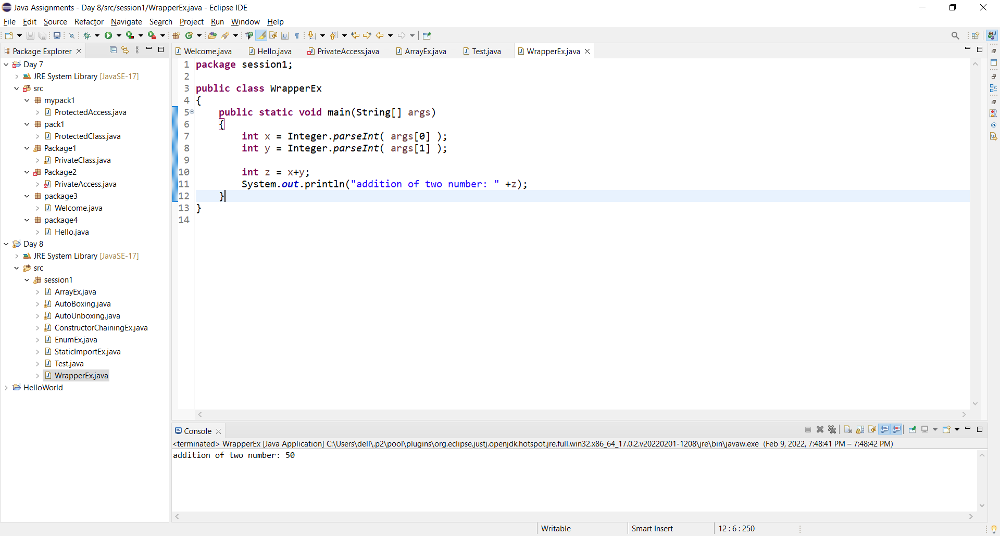 Java Assignments - Day 8/src/session1/WrapperEx.java - Eclipse IDE
File Edit Source Refactor Navigate Search Project Run Window Help
Package Explorer
Day 7
JRE System Library [JavaSE-17]
src
mypack1
ProtectedAccess.java
pack1
ProtectedClass.java
Package1
PrivateClass.java
Package2
PrivateAccess.java
package3
Welcome.java
package4
Hello.java
Day 8
JRE System Library [JavaSE-17]
src
session1
ArrayEx.java
AutoBoxing.java
AutoUnboxing.java
ConstructorChainingEx.java
EnumEx.java
StaticImportEx.java
Test.java
WrapperEx.java
HelloWorld
Welcome.java Hello.java PrivateAccess.java ArrayEx.java Test.java WrapperEx.java
1 package session1;
2
3 public class WrapperEx
4 {
5 public static void main(String[] args)
6 {
7 int x = Integer.parseInt( args[0] );
8 int y = Integer.parseInt( args[1] );
9
10 int z = x+y;
11 System.out.println("addition of two number: " +z);
12 }
13 }
14
Console
<terminated> WrapperEx [Java Application] C:\Users\dell\.p2\pool\plugins\org.eclipse.justj.openjdk.hotspot.jre.full.win32.x86_64_17.0.2.v20220201-1208\jre\bin\javaw.exe (Feb 9, 2022, 7:48:41 PM – 7:48:42 PM)
addition of two number: 50
Writable Smart Insert 12 : 6 : 250